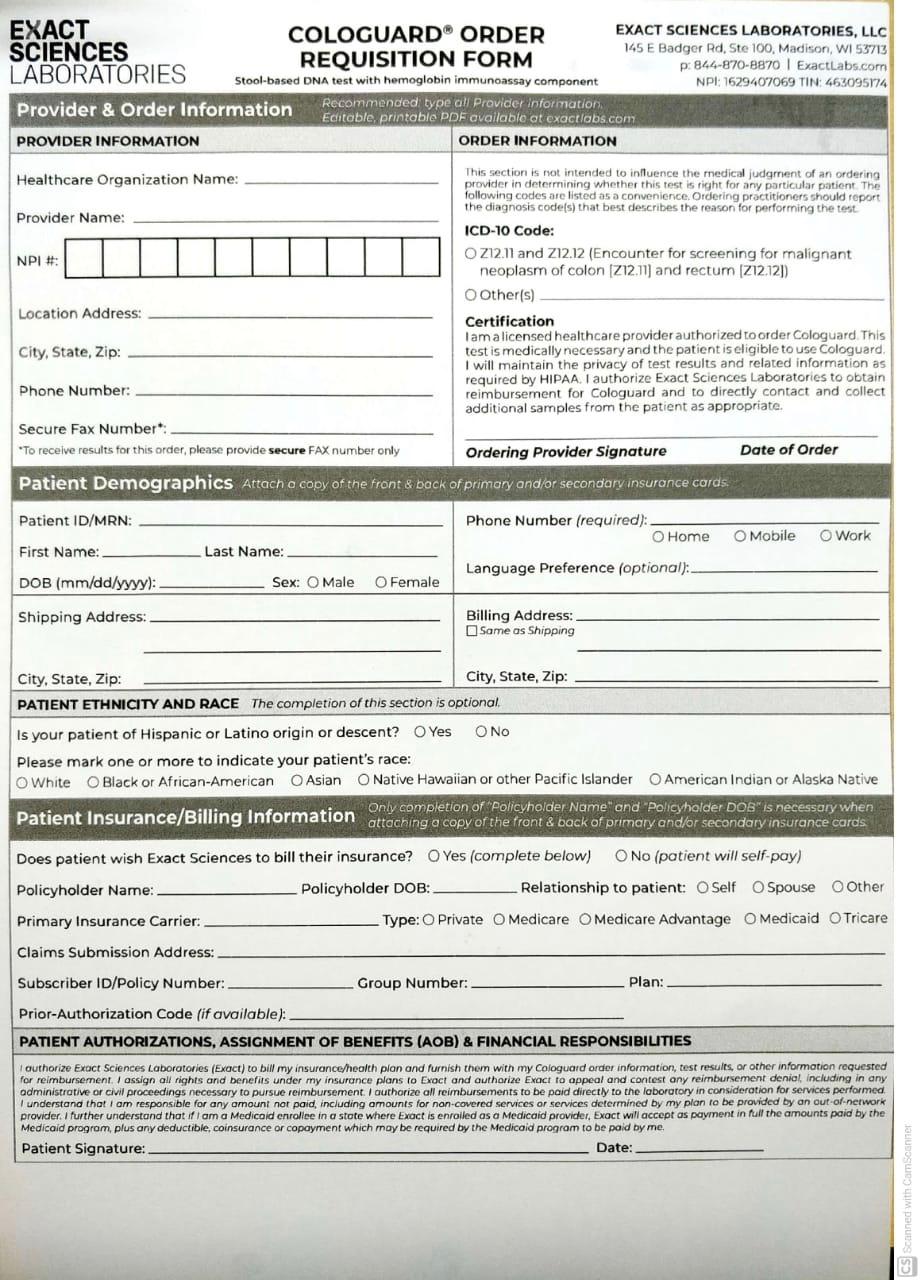 EXACT
SCIENCES
LABORATORIES
COLOGUARD® ORDER
REQUISITION FORM
Stool-based DNA test with hemoglobin immunoassay component
EXACT SCIENCES LABORATORIES, LLC
145 E Badger Rd, Ste 100, Madison, WI 53713
p: 844-870-8870 | ExactLabs.com
NPI: 1629407069 TIN: 463095174
Provider & Order Information
Recommended: type all Provider Information.
Editable, printable PDF available at exactlabs.com
PROVIDER INFORMATION
Healthcare Organization Name:
Provider Name:
NPI #:
Location Address:
City, State, Zip:
Phone Number:
Secure Fax Number*:
*To receive results for this order, please provide secure FAX number only
ORDER INFORMATION
This section is not intended to influence the medical judgment of an ordering
provider in determining whether this test is right for any particular patient. The
following codes are listed as a convenience. Ordering practitioners should report
the diagnosis code(s) that best describes the reason for performing the test.
ICD-10 Code:
Z12.11 and Z12.12 (Encounter for screening for malignant
neoplasm of colon [Z12.11] and rectum [Z12.12])
Other(s)
Certification
I am a licensed healthcare provider authorized to order Cologuard. This
test is medically necessary and the patient is eligible to use Cologuard.
I will maintain the privacy of test results and related information as
required by HIPAA. I authorize Exact Sciences Laboratories to obtain
reimbursement for Cologuard and to directly contact and collect
additional samples from the patient as appropriate.
Ordering Provider Signature Date of Order
Patient Demographics Attach a copy of the front & back of primary and/or secondary insurance cards.
Patient ID/MRN:
First Name: Last Name:
DOB (mm/dd/yyyy): Sex: Male Female
Phone Number (required):
Home Mobile Work
Language Preference (optional):
Shipping Address:
City, State, Zip:
Billing Address:
Same as Shipping
City, State, Zip:
PATIENT ETHNICITY AND RACE The completion of this section is optional.
Is your patient of Hispanic or Latino origin or descent? Yes No
Please mark one or more to indicate your patient's race:
White Black or African-American Asian Native Hawaiian or other Pacific Islander American Indian or Alaska Native
Patient Insurance/Billing Information
Only completion of "Policyholder Name" and "Policyholder DOB" is necessary when
attaching a copy of the front & back of primary and/or secondary insurance cards.
Does patient wish Exact Sciences to bill their insurance? Yes (complete below) No (patient will self-pay)
Policyholder Name: Policyholder DOB: Relationship to patient: Self Spouse Other
Primary Insurance Carrier: Type: Private Medicare Medicare Advantage Medicaid Tricare
Claims Submission Address:
Subscriber ID/Policy Number: Group Number: Plan:
Prior-Authorization Code (if available):
PATIENT AUTHORIZATIONS, ASSIGNMENT OF BENEFITS (AOB) & FINANCIAL RESPONSIBILITIES
I authorize Exact Sciences Laboratories (Exact) to bill my insurance/health plan and furnish them with my Cologuard order information, test results, or other information requested
for reimbursement. I assign all rights and benefits under my insurance plans to Exact and authorize Exact to appeal and contest any reimbursement denial, including in any
administrative or civil proceedings necessary to pursue reimbursement. I authorize all reimbursements to be paid directly to the laboratory in consideration for services performed.
I understand that I am responsible for any amount not paid, including amounts for non-covered services or services determined by my plan to be provided by an out-of-network
provider. I further understand that if I am a Medicaid enrollee in a state where Exact is enrolled as a Medicaid provider, Exact will accept as payment in full the amounts paid by the
Medicaid program, plus any deductible, coinsurance or copayment which may be required by the Medicaid program to be paid by me.
Patient Signature: Date:
CS Scanned with CamScanner